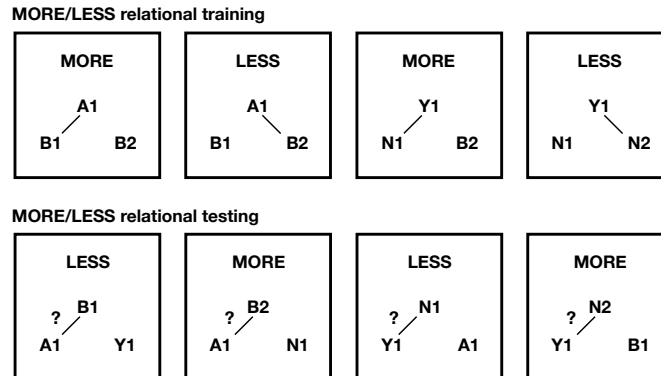 MORE/LESS relational training
MORE LESS MORE LESS
A1 A1 Y1 Y1
B1 B2 B1 B2 N1 B2 N1 N2
MORE/LESS relational testing
LESS MORE LESS MORE
? B1 ? B2 ? N1 ? N2
A1 Y1 A1 N1 Y1 A1 Y1 B1